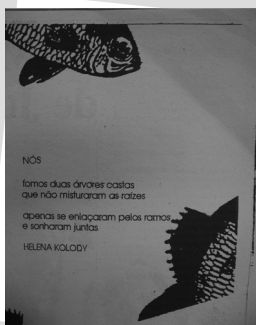 NÓS
fomos duas árvores castas
que não misturaram as raízes
apenas se enlaçaram pelos ramos
e sonharam juntas
HELENA KOLODY